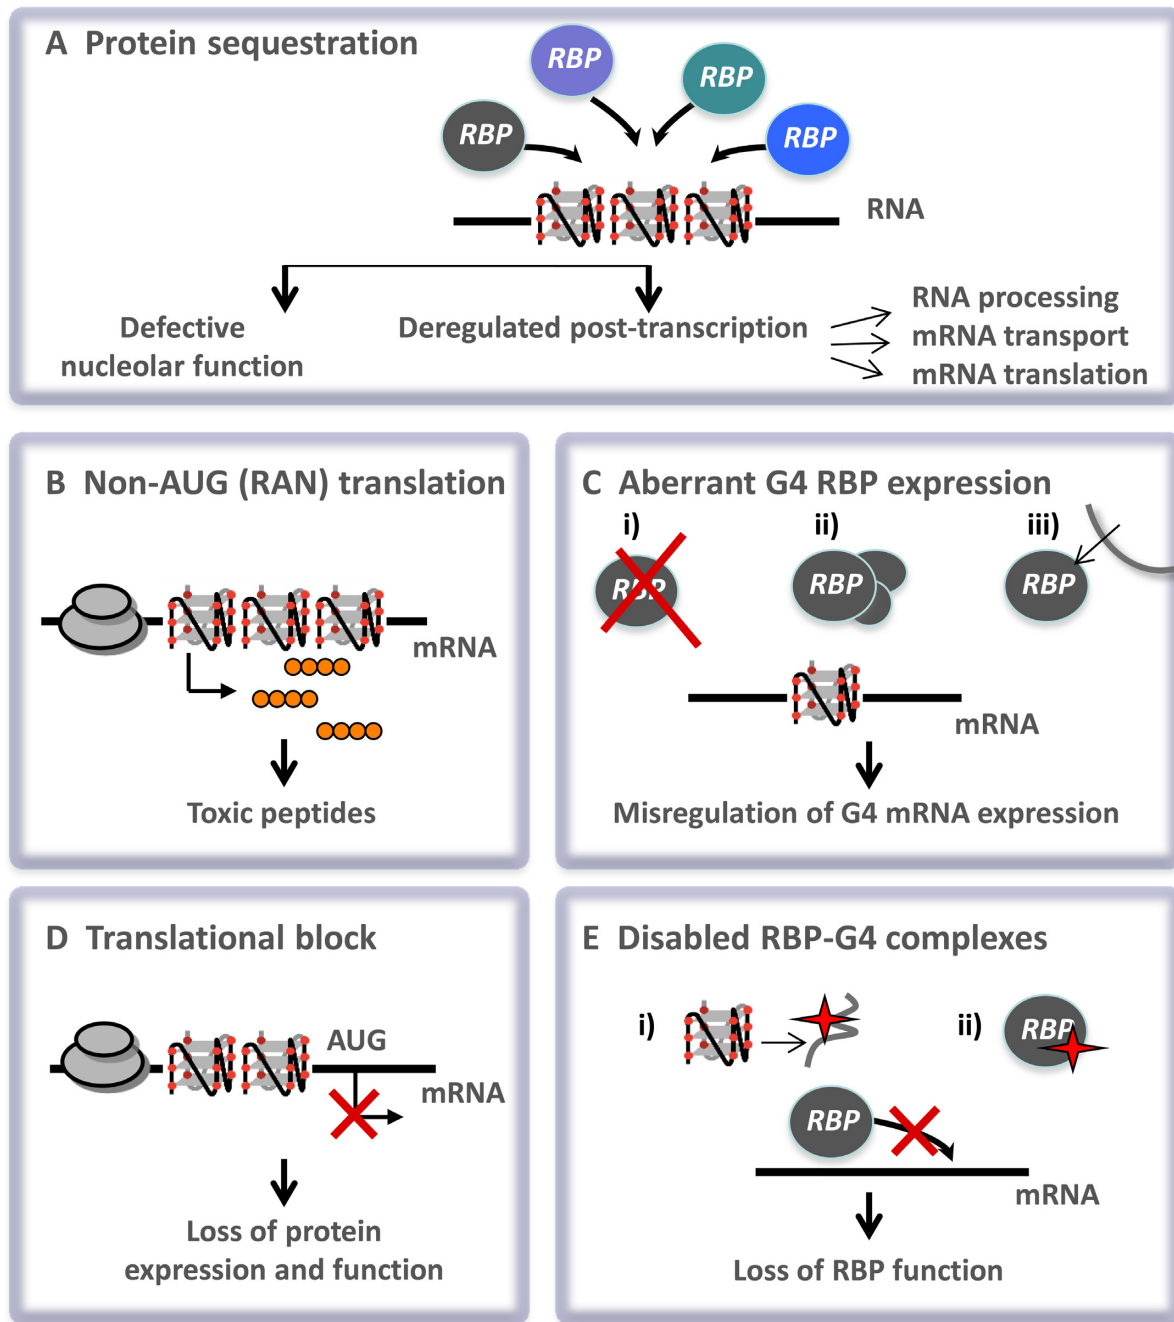 A Protein sequestration
RBP
RBP
RBP
RBP
RNA
Defective
nucleolar function
Deregulated post-transcription
RNA processing
mRNA transport
mRNA translation
B Non-AUG (RAN) translation
mRNA
Toxic peptides
C Aberrant G4 RBP expression
i)
ii)
iii)
RBP
RBP
RBP
mRNA
Misregulation of G4 mRNA expression
D Translational block
AUG
mRNA
Loss of protein
expression and function
E Disabled RBP-G4 complexes
i)
ii)
RBP
RBP
mRNA
Loss of RBP function